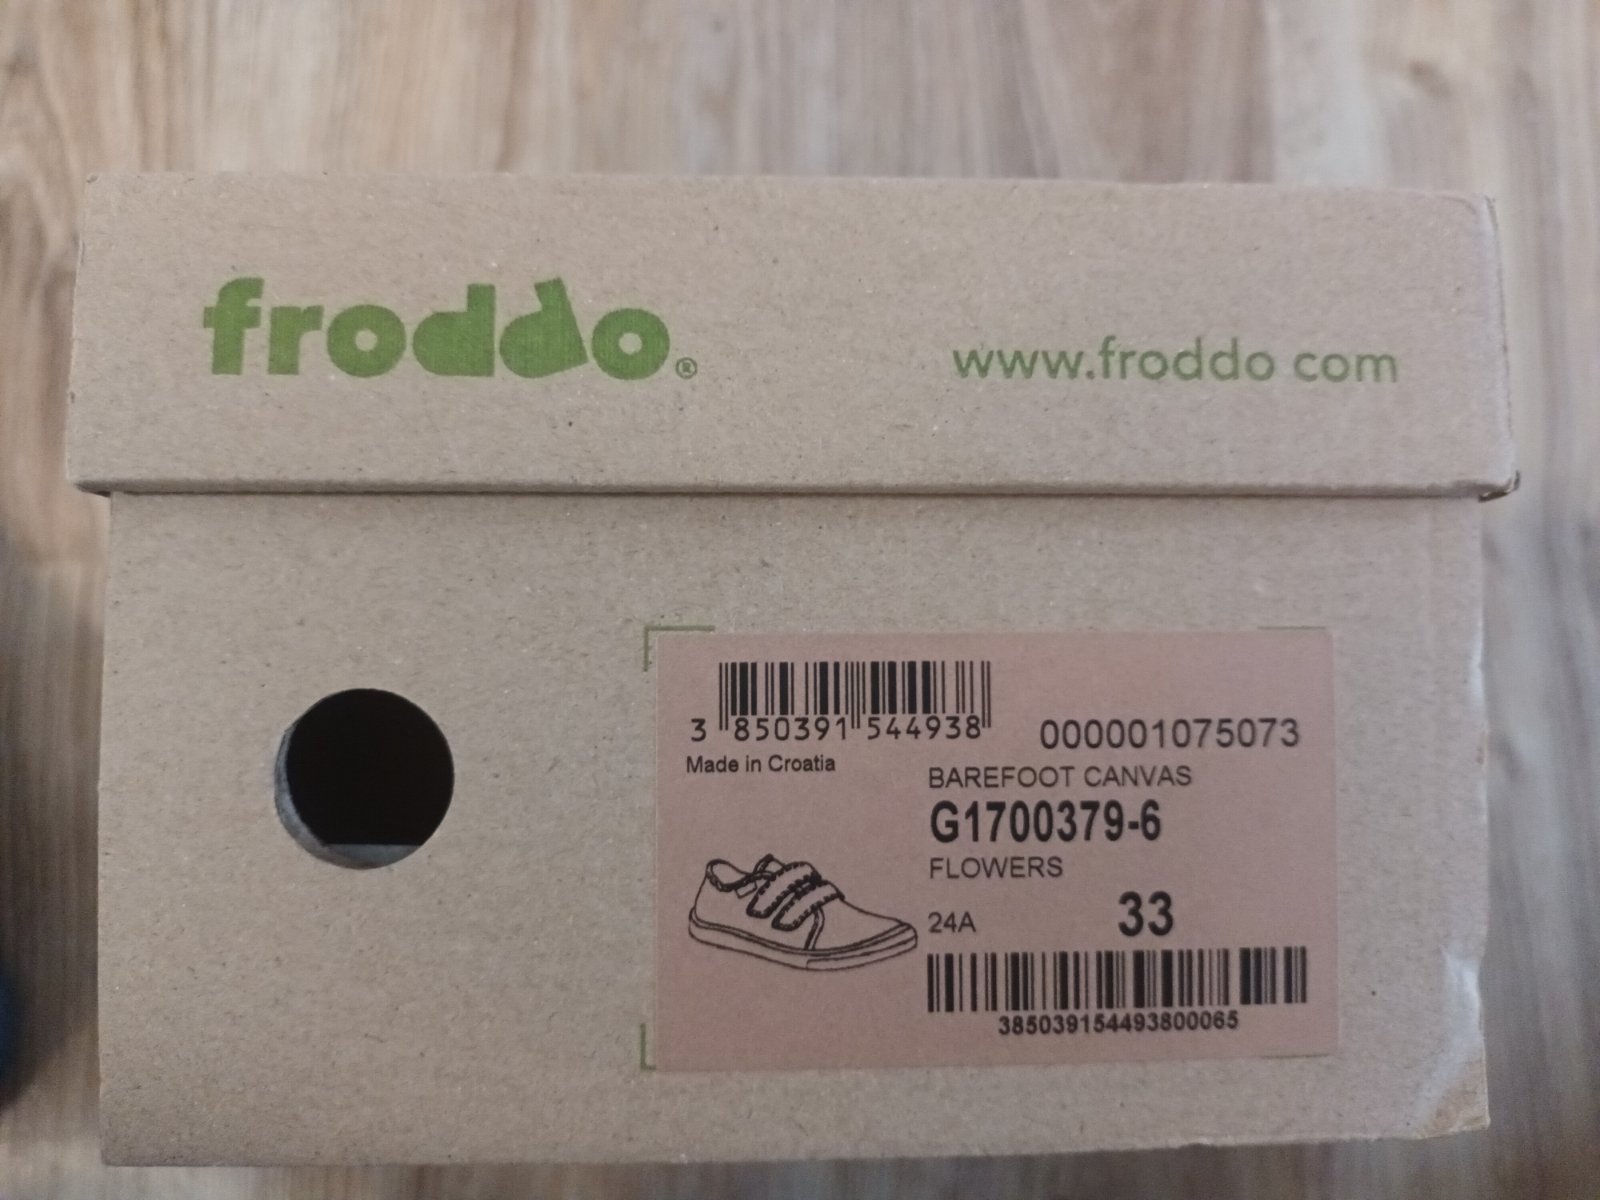 froddo®
www.froddo com
3 850391 544938
000001075073
Made in Croatia
BAREFOOT CANVAS
G1700379-6
FLOWERS
24A 33
385039154493800065